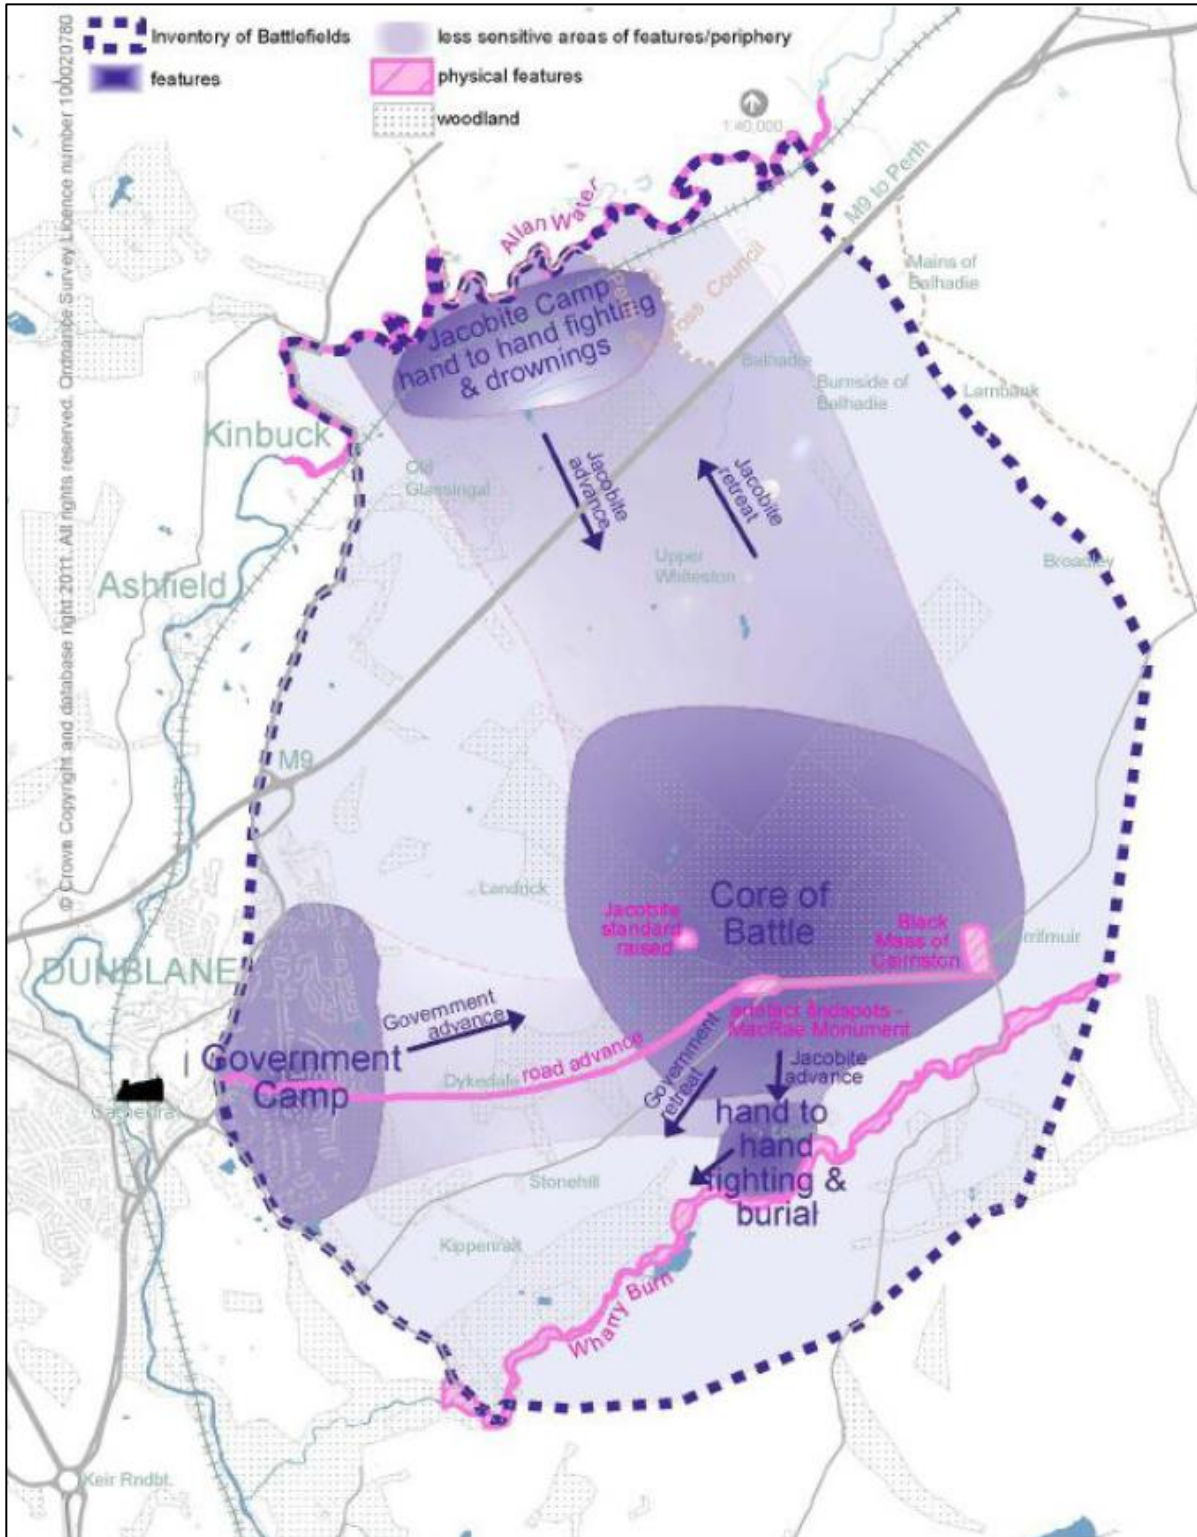 © Crown Copyright and database right 2011. All rights reserved. Ordnance Survey Licence number 100020780
Inventory of Battlefields
features
less sensitive areas of features/periphery
physical features
woodland
1:40,000
M9 to Perth
Allan Water
Mains of
Balhadie
Council
Jacobite Camp
hand to hand fighting
& drownings
Balhadie
Burnside of
Balhadie
Lambank
Kinbuck
Old
Glassingal
Jacobite
advance
Jacobite
retreat
Upper
Whiteston
Broadley
Ashfield
M9
Landrick
Core of
Battle
Jacobite
standard
raised
Black
Mass of
Cairnston
DUNBLANE
Government
advance
artefact findspots -
MacRae Monument
Government
Camp
road advance
Dykedale
Government
retreat
Jacobite
advance
Cathedral
hand to
hand
fighting &
burial
Stonehill
Kippenrait
Wharry Burn
Keir Rndbt.